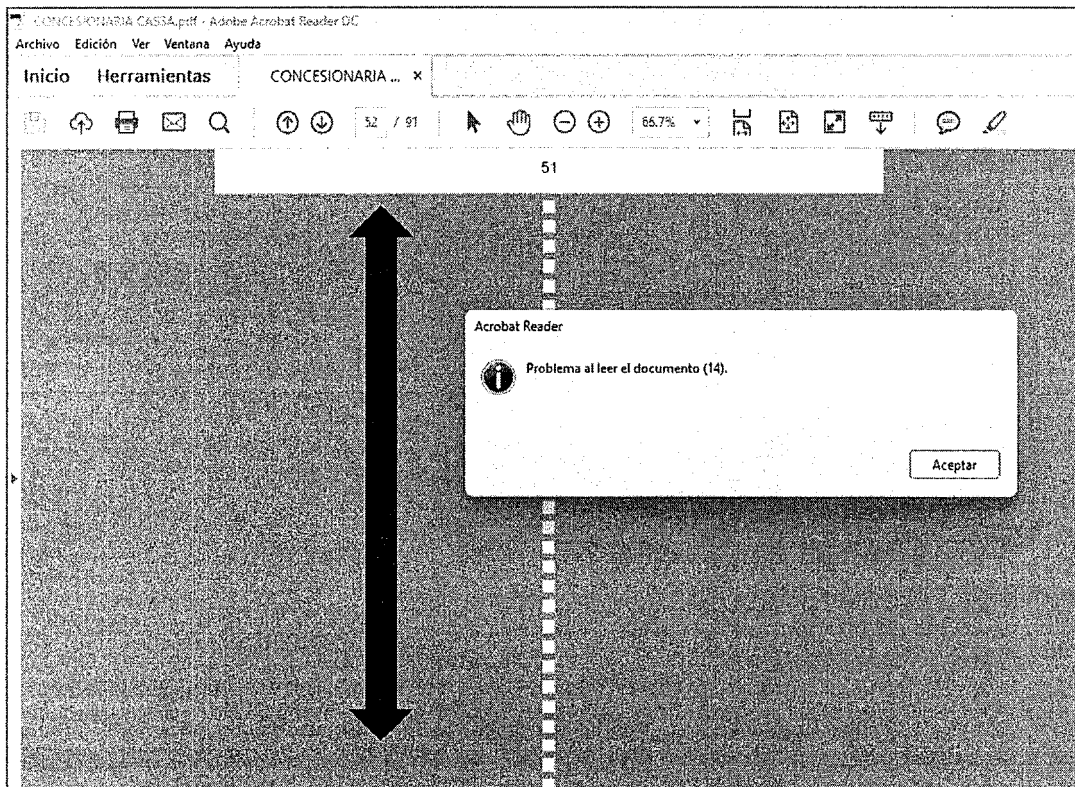 CONCESIONARIA CASSA.pdf - Adobe Acrobat Reader DC
Archivo Edición Ver Ventana Ayuda
Inicio Herramientas CONCESIONARIA ... ×
52 / 91 66.7%
51
Acrobat Reader
Problema al leer el documento (14).
Aceptar